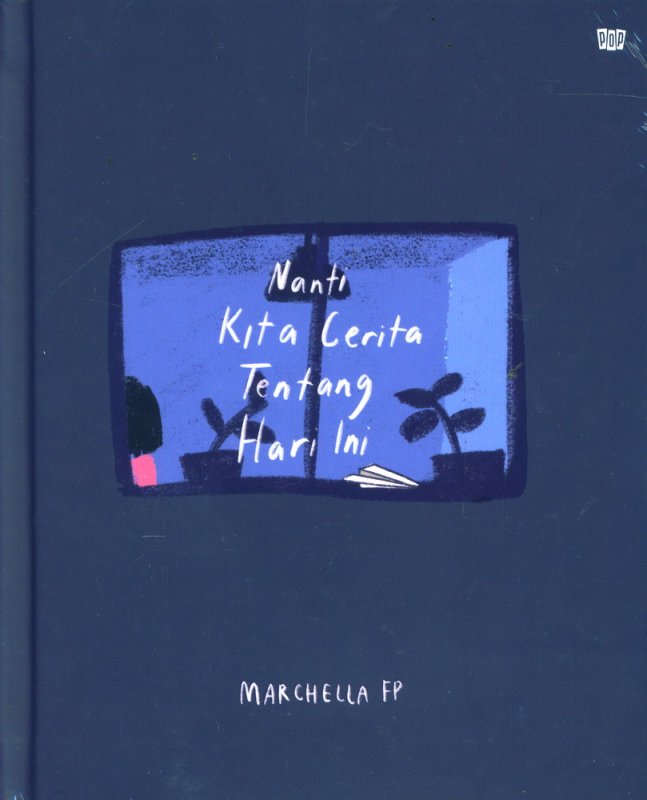 POP
Nanti
Kita Cerita
Tentang
Hari Ini
MARCHELLA FP